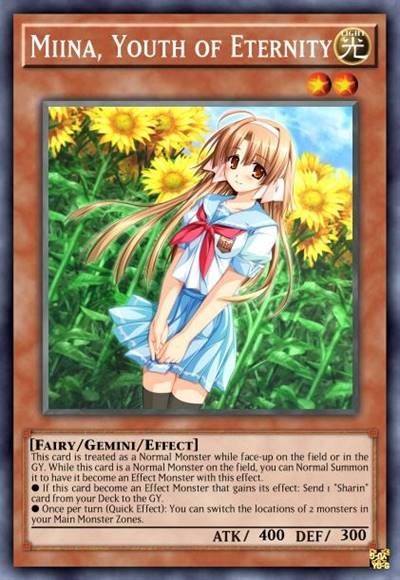 Miina, Youth of Eternity
LIGHT
光
[Fairy/Gemini/Effect]
This card is treated as a Normal Monster while face-up on the field or in the
GY. While this card is a Normal Monster on the field, you can Normal Summon
it to have it become an Effect Monster with this effect.
● If this card become an Effect Monster that gains its effect: Send 1 "Sharin"
card from your Deck to the GY.
● Once per turn (Quick Effect): You can switch the locations of 2 monsters in
your Main Monster Zones.
ATK/ 400 DEF/ 300